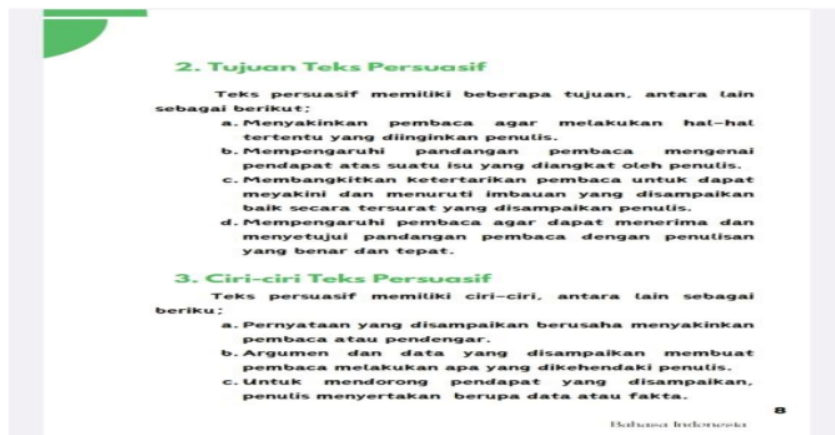 2. Tujuan Teks Persuasif
Teks persuasif memiliki beberapa tujuan, antara lain
sebagai berikut;
a. Menyakinkan pembaca agar melakukan hal-hal
tertentu yang diinginkan penulis.
b. Mempengaruhi pandangan pembaca mengenai
pendapat atas suatu isu yang diangkat oleh penulis.
c. Membangkitkan ketertarikan pembaca untuk dapat
meyakini dan menuruti imbauan yang disampaikan
baik secara tersurat yang disampaikan penulis.
d. Mempengaruhi pembaca agar dapat menerima dan
menyetujui pandangan pembaca dengan penulisan
yang benar dan tepat.
3. Ciri-ciri Teks Persuasif
Teks persuasif memiliki ciri-ciri, antara lain sebagai
beriku;
a. Pernyataan yang disampaikan berusaha menyakinkan
pembaca atau pendengar.
b. Argumen dan data yang disampaikan membuat
pembaca melakukan apa yang dikehendaki penulis.
c. Untuk mendorong pendapat yang disampaikan,
penulis menyertakan berupa data atau fakta.
8
Bahasa Indonesia